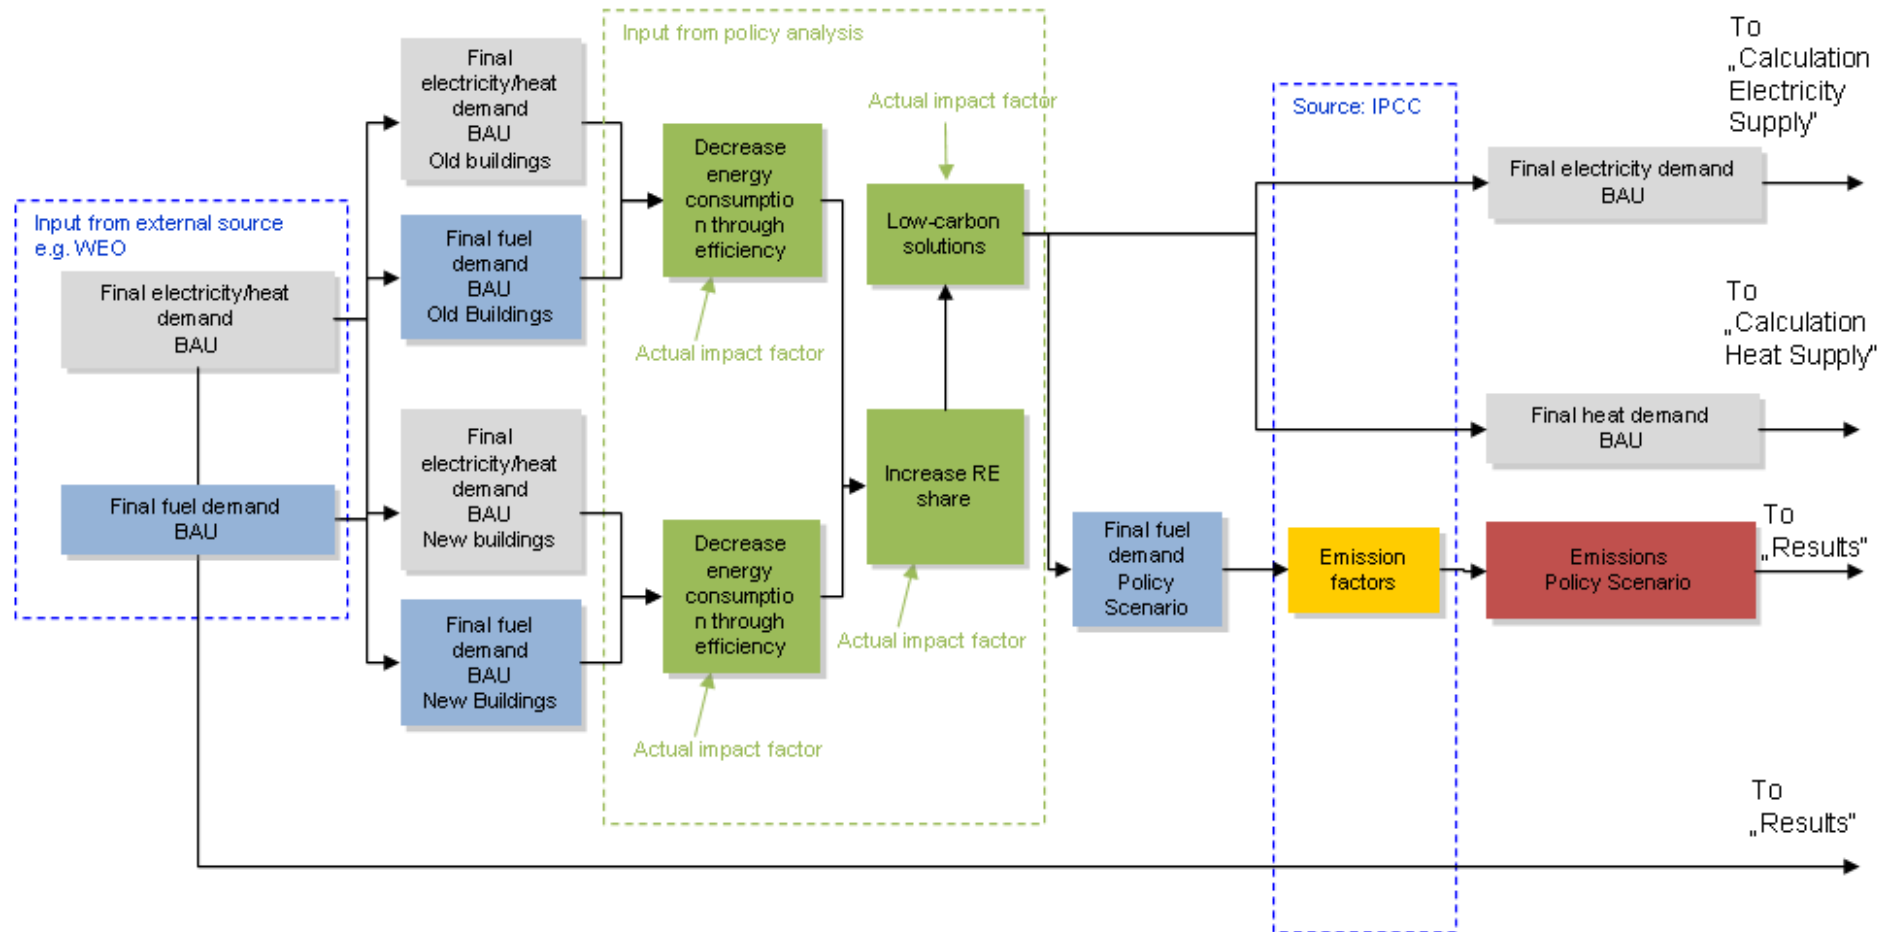 Input from external source
e.g. WEO
Final electricity/heat
demand
BAU
Final fuel demand
BAU
Final
electricity/heat
demand
BAU
Old buildings
Final fuel
demand
BAU
Old Buildings
Final
electricity/heat
demand
BAU
New buildings
Final fuel
demand
BAU
New Buildings
Input from policy analysis
Decrease
energy
consumptio
n through
efficiency
Actual impact factor
Decrease
energy
consumptio
n through
efficiency
Actual impact factor
Actual impact factor
Low-carbon
solutions
Increase RE
share
Actual impact factor
Final fuel
demand
Policy
Scenario
Source: IPCC
Emission
factors
Final electricity demand
BAU
Final heat demand
BAU
Emissions
Policy Scenario
To
„Calculation
Electricity
Supply"
To
„Calculation
Heat Supply"
To
„Results"
To
„Results"